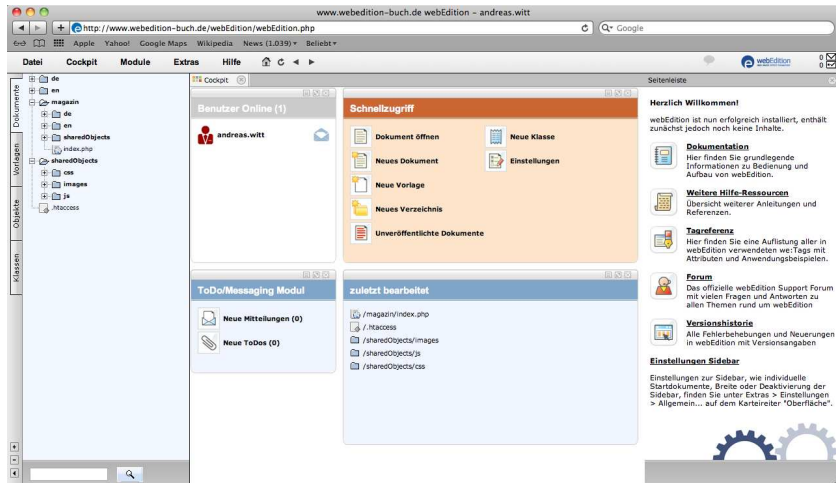 www.webedition-buch.de webEdition - andreas.witt
http://www.webedition-buch.de/webEdition/webEdition.php
Google
Apple Yahoo! Google Maps Wikipedia News (1.039) Beliebt
Datei Cockpit Module Extras Hilfe
webEdition
0
0
Dokumente
Vorlagen
Objekte
Klassen
de
en
magazin
de
en
sharedObjects
index.php
sharedObjects
css
images
js
.htaccess
Cockpit
Benutzer Online (1)
andreas.witt
Schnellzugriff
Dokument öffnen
Neues Dokument
Neue Vorlage
Neues Verzeichnis
Unveröffentlichte Dokumente
Neue Klasse
Einstellungen
ToDo/Messaging Modul
Neue Mitteilungen (0)
Neue ToDos (0)
zuletzt bearbeitet
/magazin/index.php
/.htaccess
/sharedObjects/images
/sharedObjects/js
/sharedObjects/css
Seitenleiste
Herzlich Willkommen!
webEdition ist nun erfolgreich installiert, enthält
zunächst jedoch noch keine Inhalte.
Dokumentation
Hier finden Sie grundlegende
Informationen zu Bedienung und
Aufbau von webEdition.
Weitere Hilfe-Ressourcen
Übersicht weiterer Anleitungen und
Referenzen.
Tagreferenz
Hier finden Sie eine Auflistung aller in
webEdition verwendeten we:Tags mit
Attributen und Anwendungsbeispielen.
Forum
Das offizielle webEdition Support Forum
mit vielen Fragen und Antworten zu
allen Themen rund um webEdition
Versionshistorie
Alle Fehlerbehebungen und Neuerungen
in webEdition mit Versionsangaben
Einstellungen Sidebar
Einstellungen zur Sidebar, wie individuelle
Startdokumente, Breite oder Deaktivierung der
Sidebar, finden Sie unter Extras > Einstellungen
> Allgemein... auf dem Karteireiter "Oberfläche".